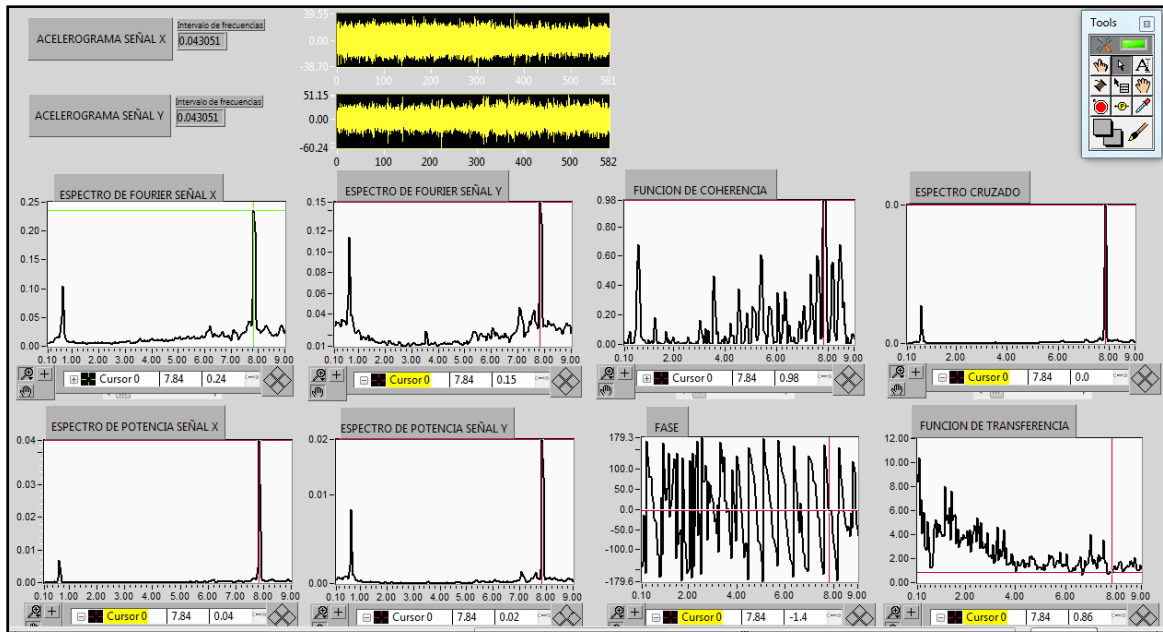 ACELEROGRAMA SEÑAL X
Intervalo de frecuencias
0.043051
39.55
0.00
-38.70
0 100 200 300 400 500 581
ACELEROGRAMA SEÑAL Y
Intervalo de frecuencias
0.043051
51.15
0.00
-60.24
0 100 200 300 400 500 582
Tools
ESPECTRO DE FOURIER SEÑAL X
0.25
0.20
0.15
0.10
0.05
0.00
0.10 1.00 2.00 3.00 4.00 5.00 6.00 7.00 8.00 9.00
Cursor 0 7.84 0.24
ESPECTRO DE FOURIER SEÑAL Y
0.15
0.12
0.10
0.08
0.06
0.04
0.01
0.10 2.00 3.00 4.00 5.00 6.00 7.00 9.00
Cursor 0 7.84 0.15
FUNCION DE COHERENCIA
0.98
0.80
0.60
0.40
0.20
0.00
0.10 2.00 3.00 4.00 5.00 6.00 7.00 9.00
Cursor 0 7.84 0.98
ESPECTRO CRUZADO
0.0
0.0
0.10 2.00 3.00 4.00 5.00 6.00 7.00 9.00
Cursor 0 7.84 0.0
ESPECTRO DE POTENCIA SEÑAL X
0.04
0.03
0.02
0.01
0.00
0.10 1.00 2.00 3.00 4.00 5.00 6.00 7.00 8.00 9.00
Cursor 0 7.84 0.04
ESPECTRO DE POTENCIA SEÑAL Y
0.02
0.01
0.00
0.10 2.00 3.00 4.00 5.00 6.00 7.00 9.00
Cursor 0 7.84 0.02
FASE
179.3
100.0
50.0
0.0
-50.0
-100.0
-179.6
0.10 2.00 3.00 4.00 5.00 6.00 7.00 9.00
Cursor 0 7.84 -1.4
FUNCION DE TRANSFERENCIA
12.00
10.00
8.00
6.00
4.00
2.00
0.00
0.10 2.00 4.00 6.00 8.00 9.00
Cursor 0 7.84 0.86